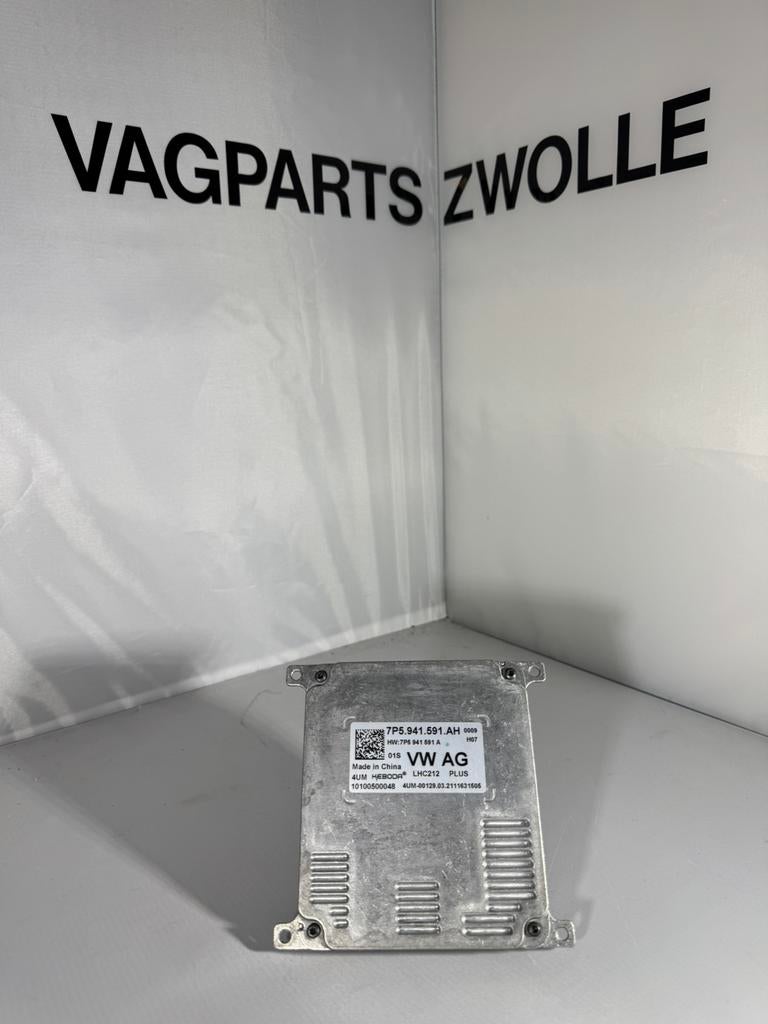 VAGPARTS ZWOLLE
7P5.941.591.AH 0009
HW:7P5 941 591 A H07
01S VW AG
Made in China
4UM KEBODA® LHC212 PLUS
10100500048 4UM-00129.03.2111631505